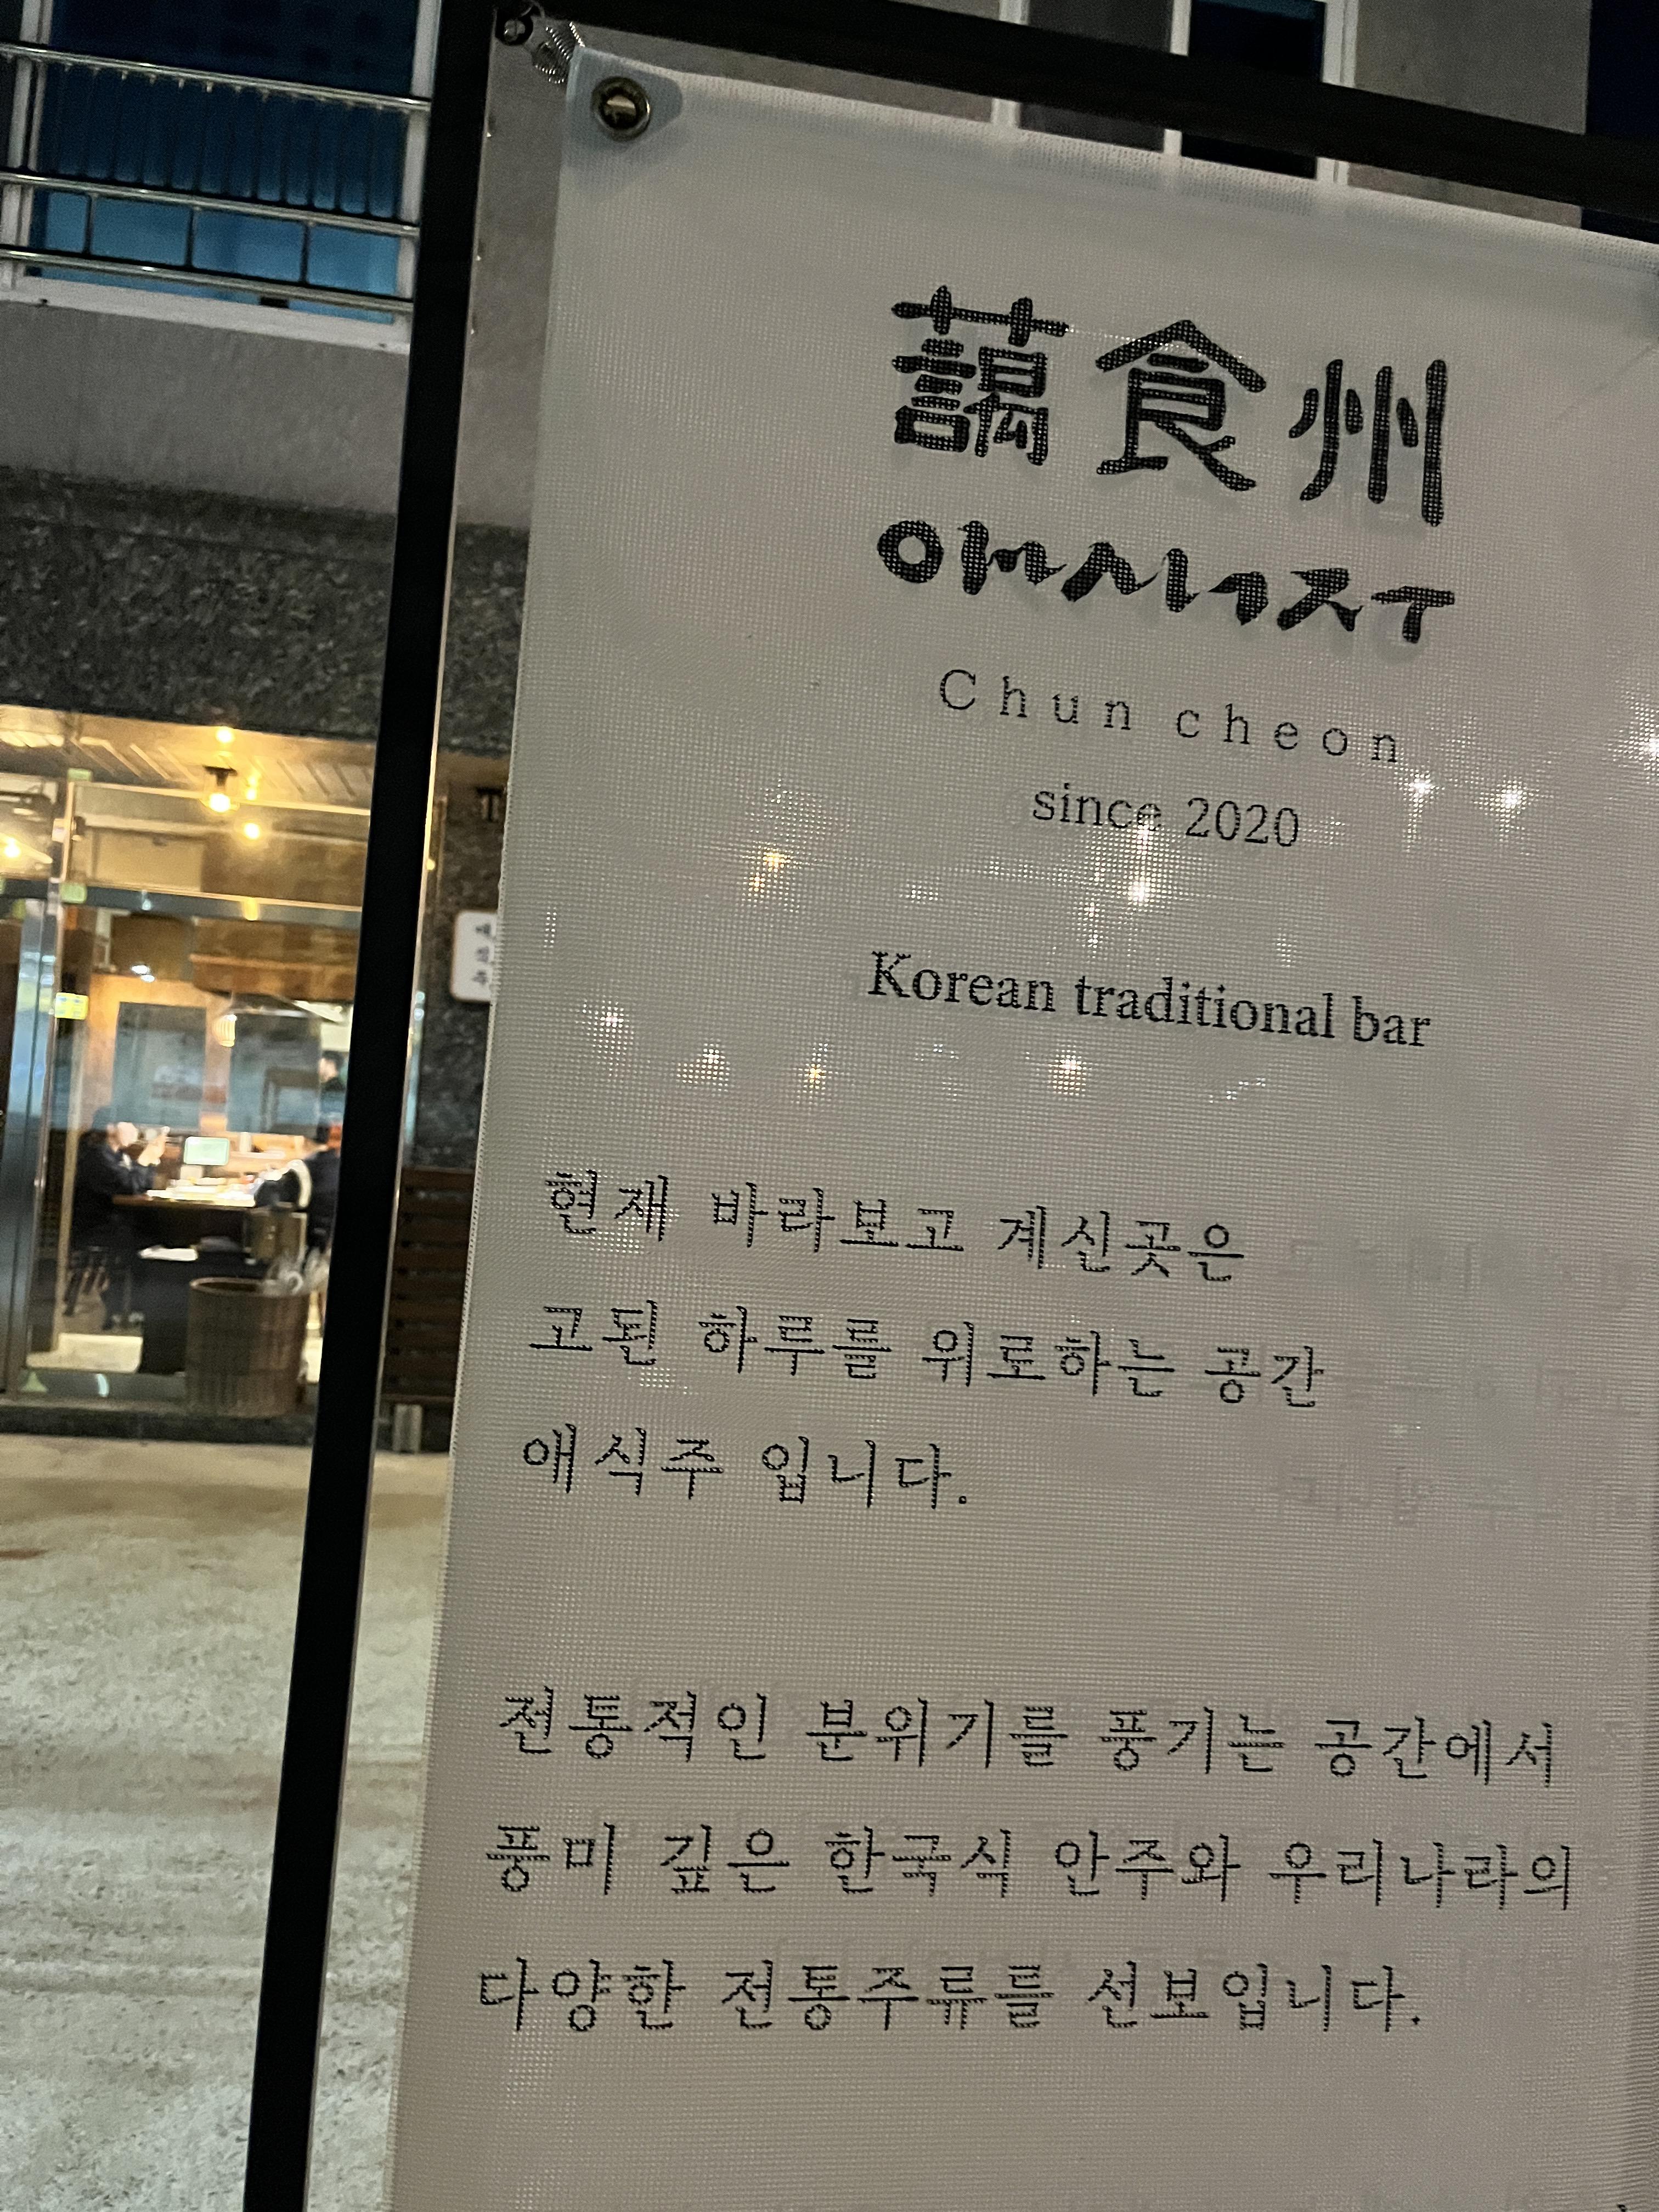 藹食州
애식주
Chun cheon
since 2020
Korean traditional bar
현재 바라보고 계신곳은
고된 하루를 위로하는 공간
애식주 입니다.
전통적인 분위기를 풍기는 공간에서
풍미 깊은 한국식 안주와 우리나라의
다양한 전통주류를 선보입니다.